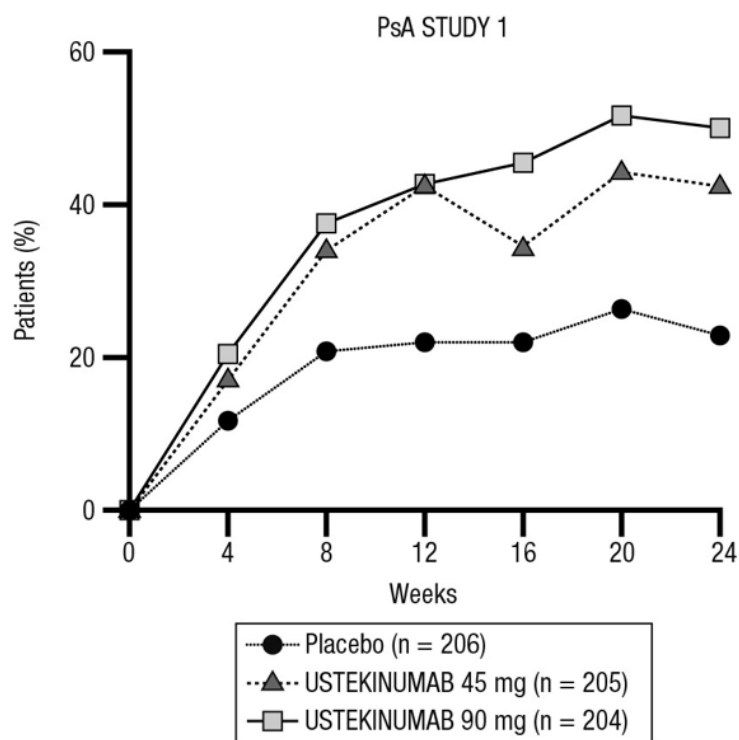 PsA STUDY 1
60
40
20
0
Patients (%)
0 4 8 12 16 20 24
Weeks
Placebo (n = 206)
USTEKINUMAB 45 mg (n = 205)
USTEKINUMAB 90 mg (n = 204)